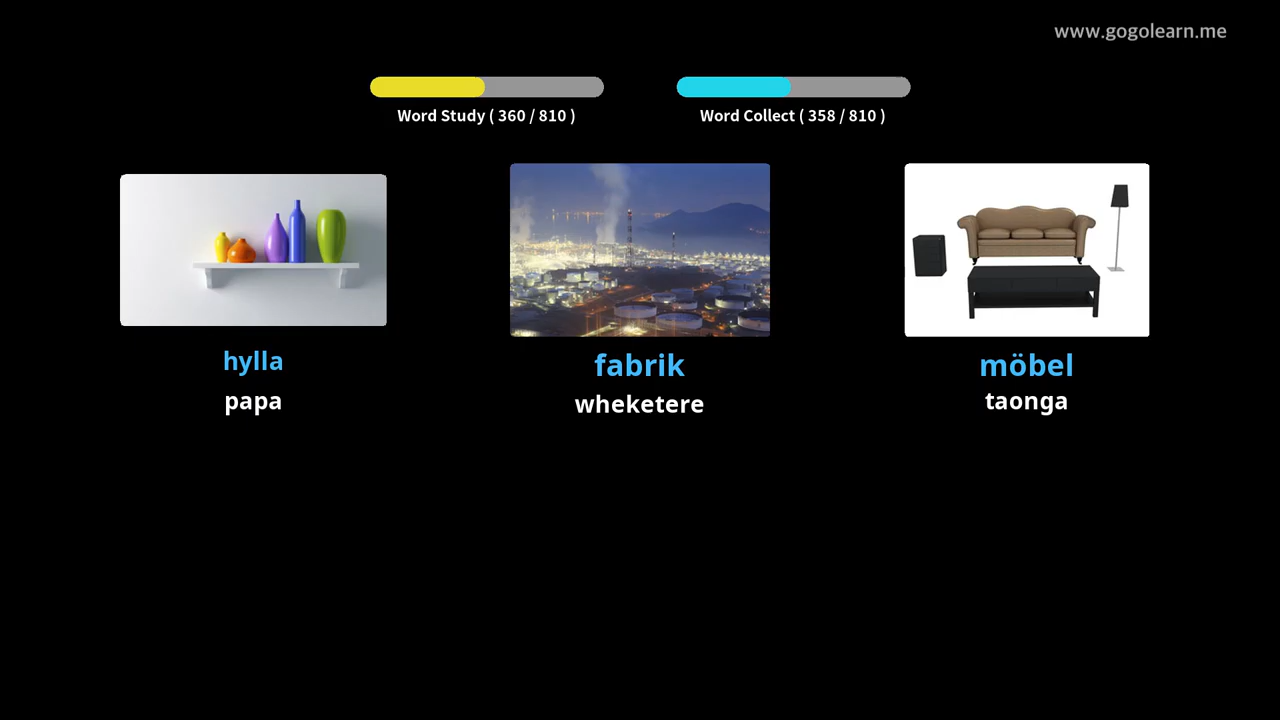 www.gogolearn.me
Word Study ( 360 / 810 )
Word Collect ( 358 / 810 )
hylla
fabrik
möbel
papa
wheketere
taonga